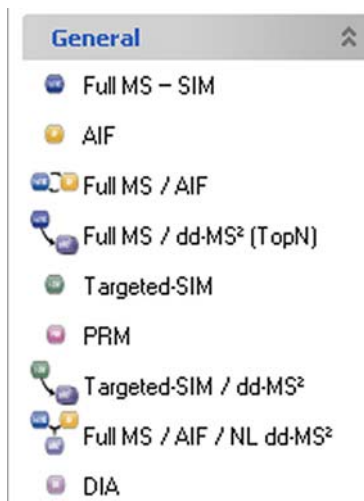 General
Full MS – SIM
AIF
Full MS / AIF
Full MS / dd-MS² (TopN)
Targeted-SIM
PRM
Targeted-SIM / dd-MS²
Full MS / AIF / NL dd-MS²
DIA